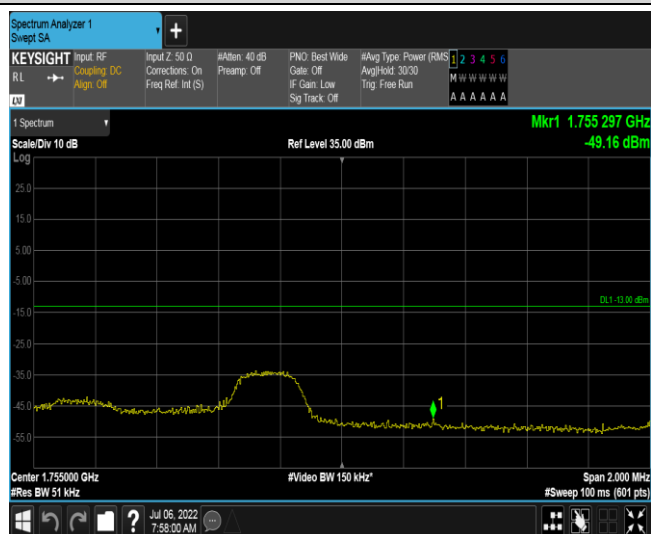 Spectrum Analyzer 1
Swept SA
+
KEYSIGHT
RL
LXI
Input: RF
Coupling: DC
Align: Off
Input Z: 50 Ω
Corrections: On
Freq Ref: Int (S)
#Atten: 40 dB
Preamp: Off
PNO: Best Wide
Gate: Off
IF Gain: Low
Sig Track: Off
#Avg Type: Power (RMS
Avg|Hold: 30/30
Trig: Free Run
1 2 3 4 5 6
M W W W W W
A A A A A A
1 Spectrum
Mkr1 1.755 297 GHz
Scale/Div 10 dB
Ref Level 35.00 dBm
-49.16 dBm
Log
25.0
15.0
5.00
-5.00
DL1 -13.00 dBm
-15.0
-25.0
-35.0
-45.0
1
-55.0
Center 1.755000 GHz
#Video BW 150 kHz*
Span 2.000 MHz
#Res BW 51 kHz
#Sweep 100 ms (601 pts)
?
Jul 06, 2022
7:58:00 AM